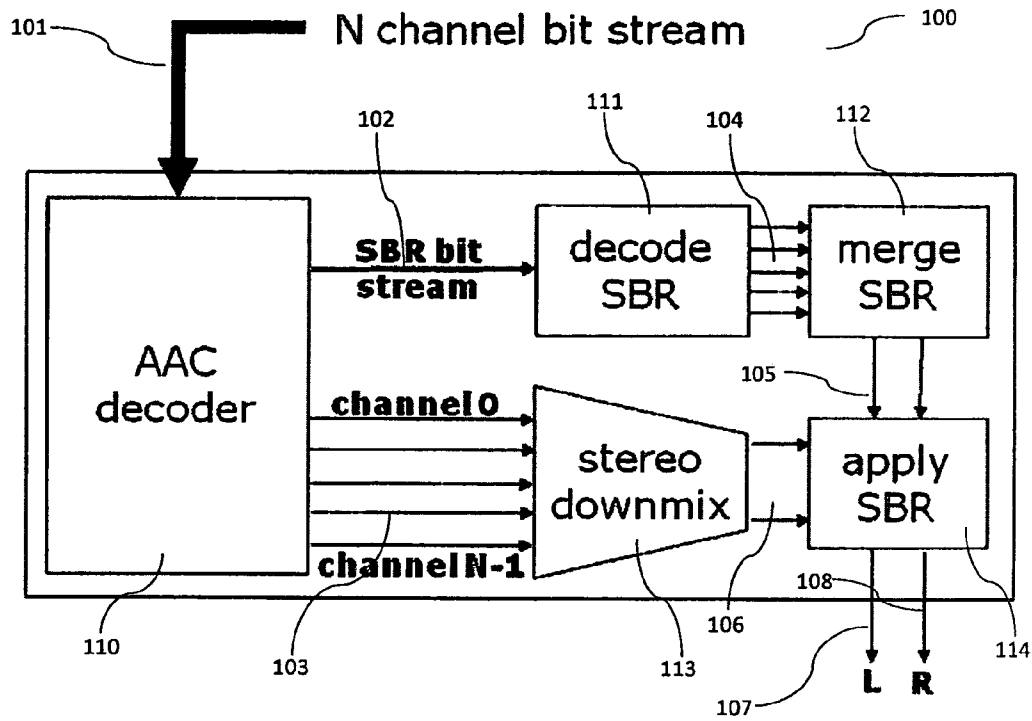 101
N channel bit stream
100
102
111
104
112
SBR bit
stream
decode
SBR
merge
SBR
AAC
decoder
105
channel 0
stereo
downmix
apply
SBR
channel N-1
108
110
103
113
106
114
107
L R